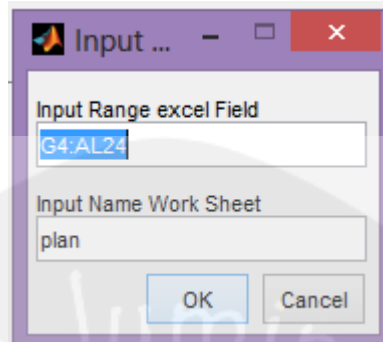 Input ...
Input Range excel Field
G4:AL24
Input Name Work Sheet
plan
OK Cancel